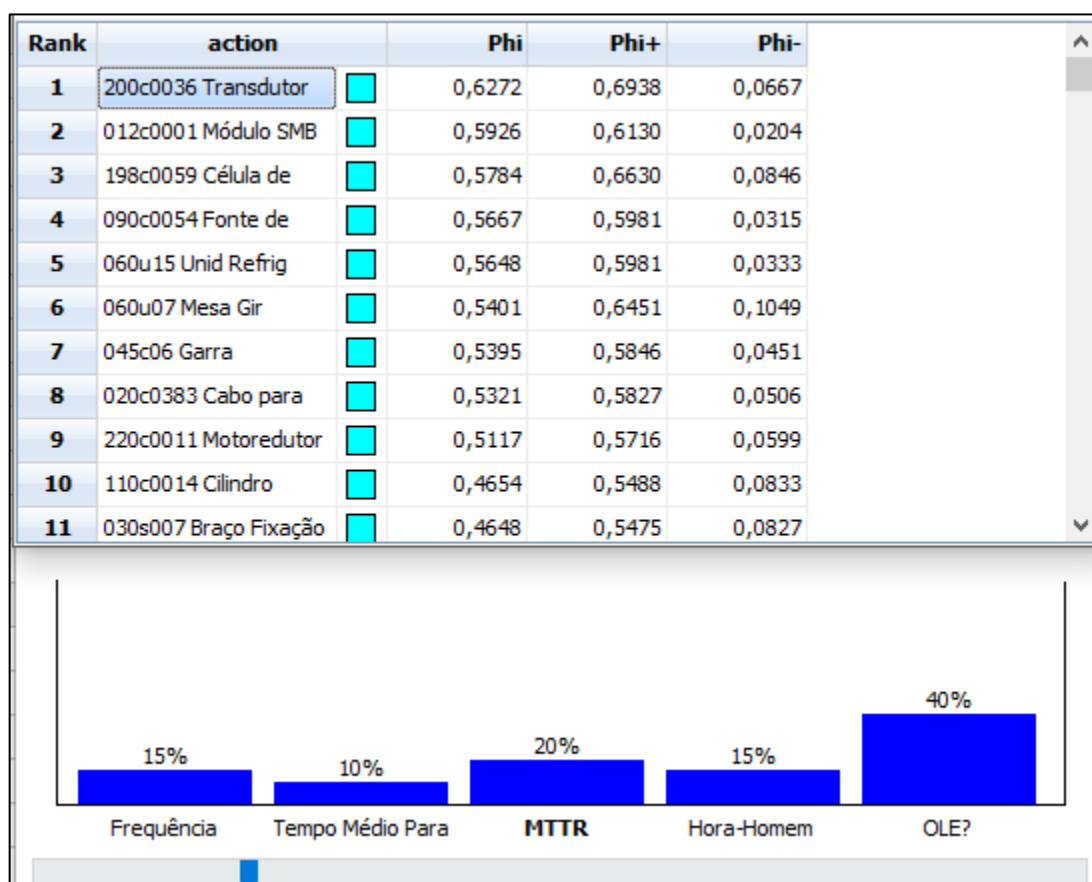 Rank action Phi Phi+ Phi-
1 200c0036 Transdutor 0,6272 0,6938 0,0667
2 012c0001 Módulo SMB 0,5926 0,6130 0,0204
3 198c0059 Célula de 0,5784 0,6630 0,0846
4 090c0054 Fonte de 0,5667 0,5981 0,0315
5 060u15 Unid Refrig 0,5648 0,5981 0,0333
6 060u07 Mesa Gir 0,5401 0,6451 0,1049
7 045c06 Garra 0,5395 0,5846 0,0451
8 020c0383 Cabo para 0,5321 0,5827 0,0506
9 220c0011 Motoredutor 0,5117 0,5716 0,0599
10 110c0014 Cilindro 0,4654 0,5488 0,0833
11 030s007 Braço Fixação 0,4648 0,5475 0,0827
15% 10% 20% 15% 40%
Frequência Tempo Médio Para MTTR Hora-Homem OLE?